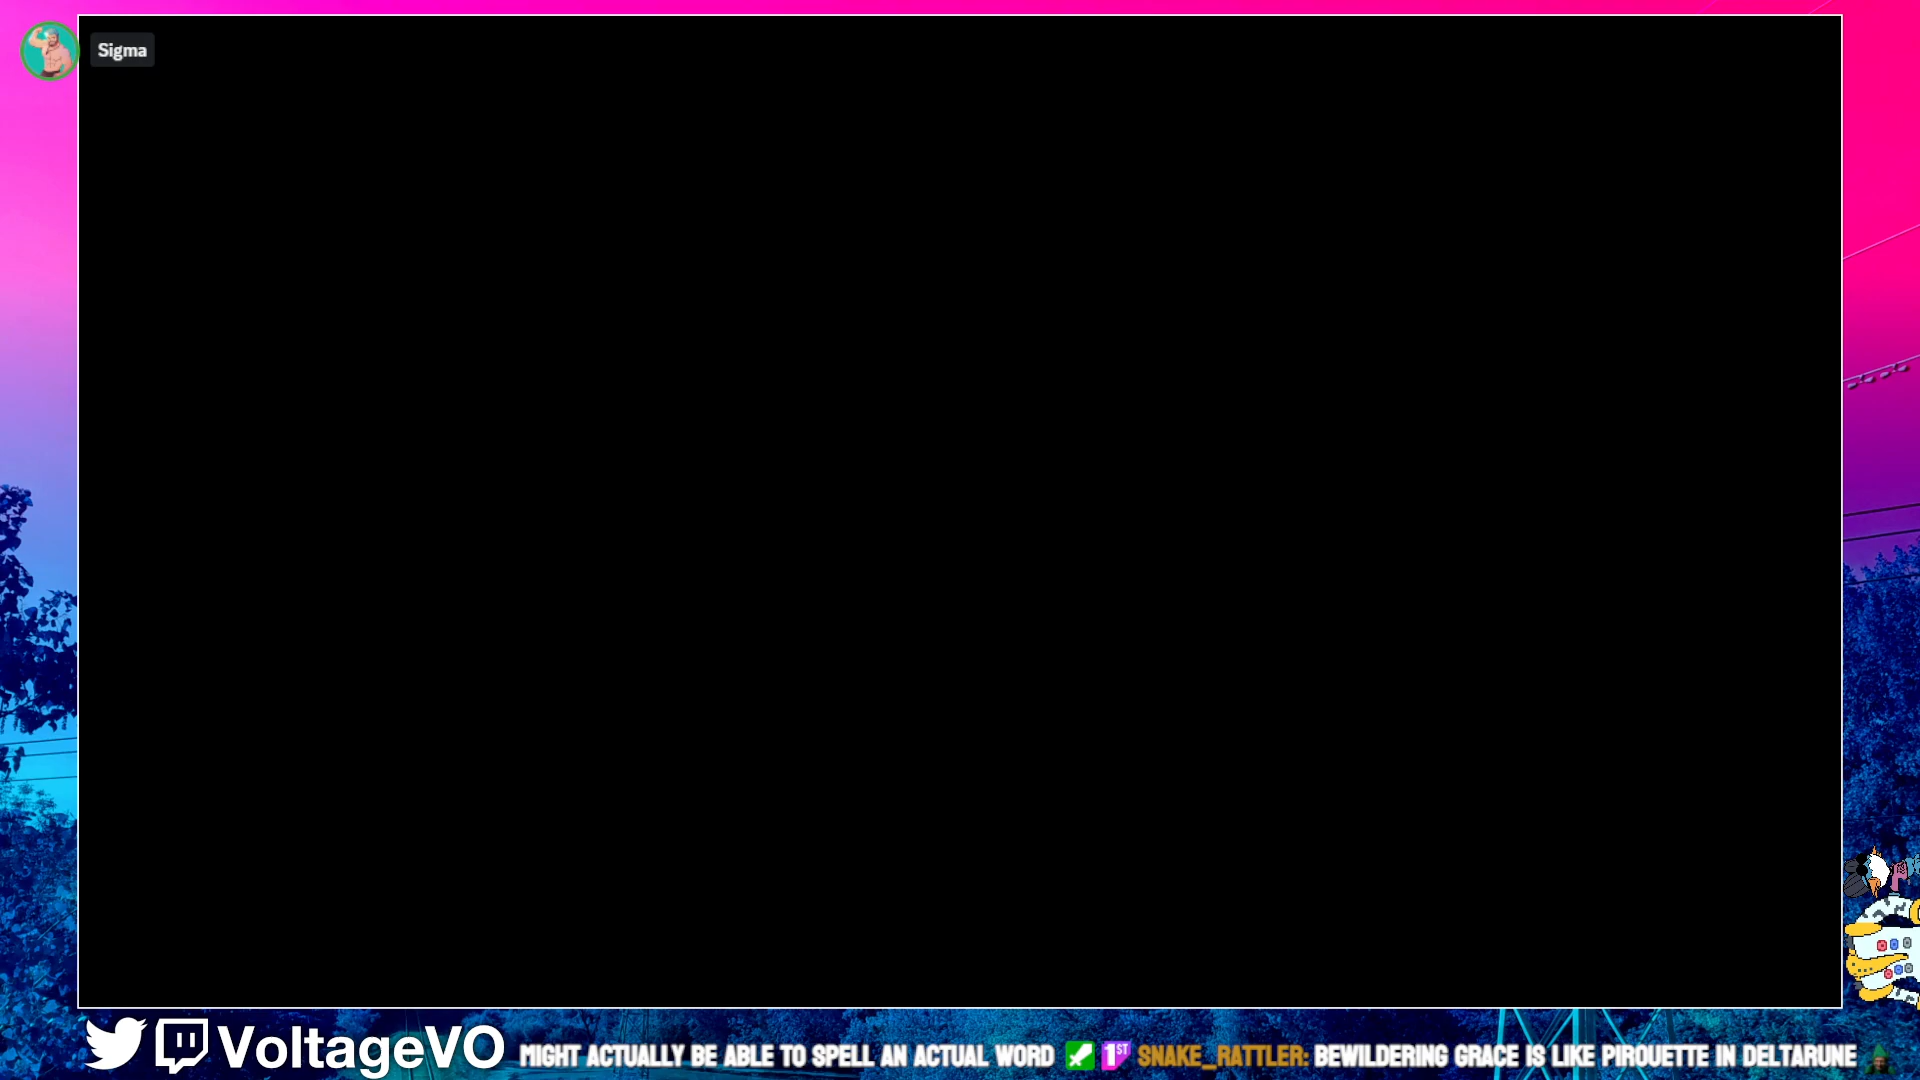 Sigma
VoltageVO MIGHT ACTUALLY BE ABLE TO SPELL AN ACTUAL WORD 1ST SNAKE_RATTLER: BEWILDERING GRACE IS LIKE PIROUETTE IN DELTARUNE